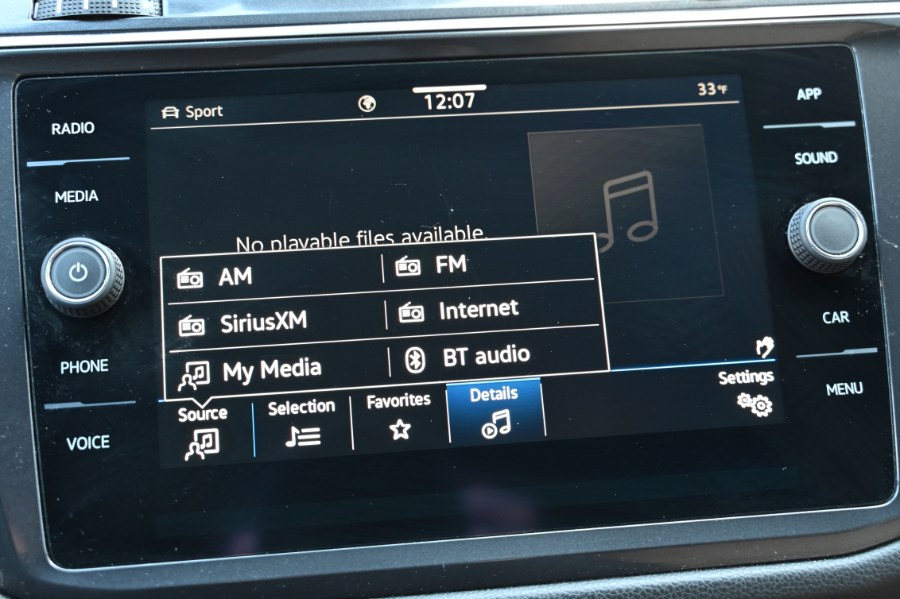 RADIO
MEDIA
PHONE
VOICE
Sport 12:07 33°F
No playable files available.
AM FM
SiriusXM Internet
My Media BT audio
Source Selection Favorites Details Settings
APP
SOUND
CAR
MENU